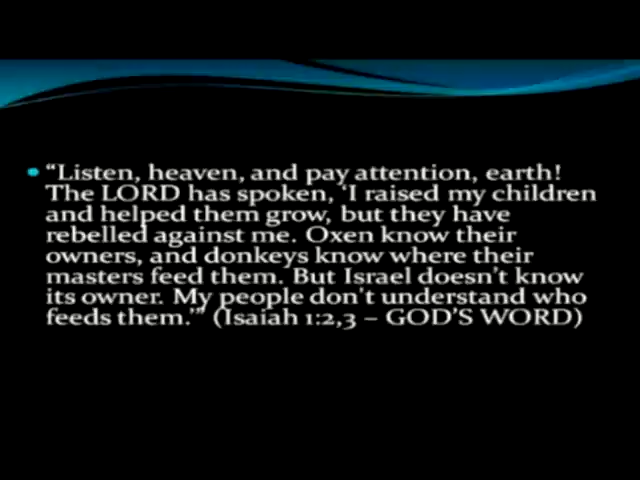 • “Listen, heaven, and pay attention, earth!
The LORD has spoken, ‘I raised my children
and helped them grow, but they have
rebelled against me. Oxen know their
owners, and donkeys know where their
masters feed them. But Israel doesn’t know
its owner. My people don’t understand who
feeds them.’” (Isaiah 1:2,3 – GOD’S WORD)